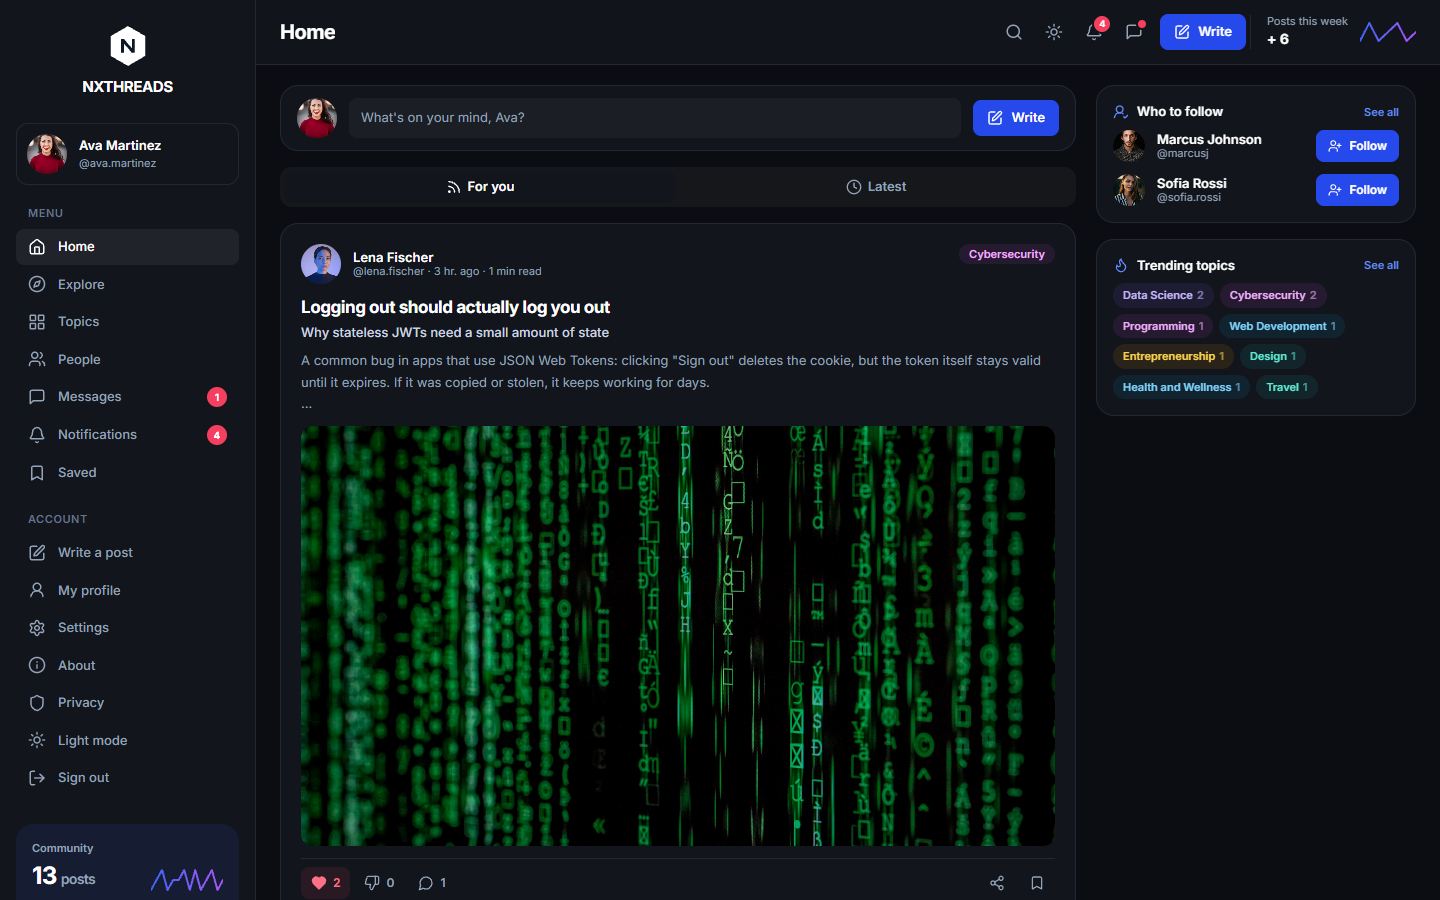 N
NXTHREADS
Ava Martinez
@ava.martinez
MENU
Home
Explore
Topics
People
Messages 1
Notifications 4
Saved
ACCOUNT
Write a post
My profile
Settings
About
Privacy
Light mode
Sign out
Community
13 posts
Home
4
Write
Posts this week
+ 6
What's on your mind, Ava?
Write
For you
Latest
Lena Fischer
@lena.fischer · 3 hr. ago · 1 min read
Cybersecurity
Logging out should actually log you out
Why stateless JWTs need a small amount of state
A common bug in apps that use JSON Web Tokens: clicking "Sign out" deletes the cookie, but the token itself stays valid
until it expires. If it was copied or stolen, it keeps working for days.
...
2 0 1
Who to follow
See all
Marcus Johnson
@marcusj
Follow
Sofia Rossi
@sofia.rossi
Follow
Trending topics
See all
Data Science 2 Cybersecurity 2
Programming 1 Web Development 1
Entrepreneurship 1 Design 1
Health and Wellness 1 Travel 1